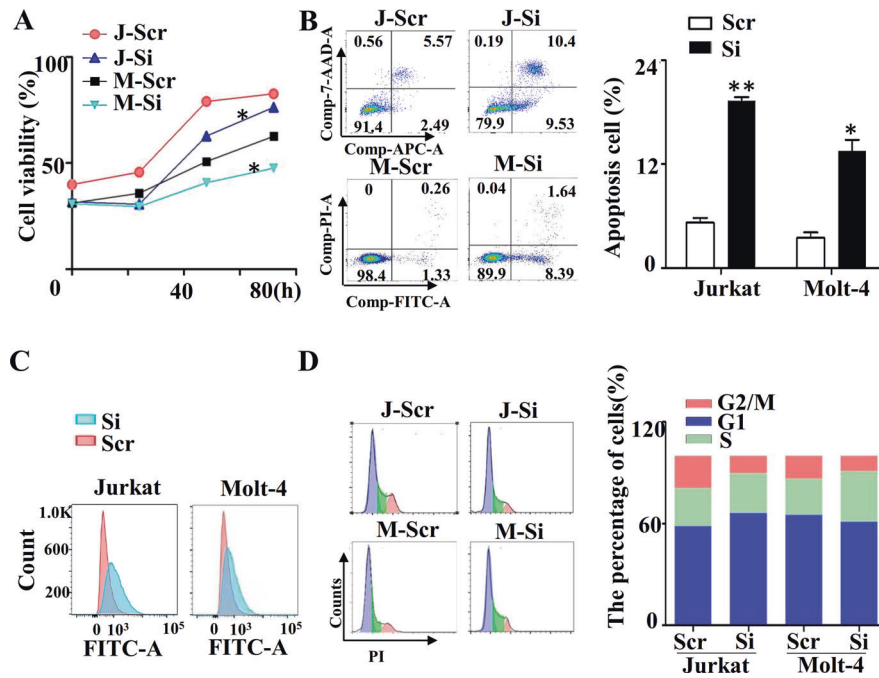 A
J-Scr
J-Si
M-Scr
M-Si
100
50
0
Cell viability (%)
*
*
40
80(h)
B
J-Scr
J-Si
0.56
5.57
0.19
10.4
91.4
2.49
79.9
9.53
Comp-7-AAD-A
Comp-APC-A
M-Scr
M-Si
0
0.26
0.04
1.64
98.4
1.33
89.9
8.39
Comp-PI-A
Comp-FITC-A
Scr
Si
24
12
0
Apoptosis cell (%)
**
*
Jurkat
Molt-4
C
Si
Scr
Jurkat
Molt-4
1.0K
600
200
Count
0 10³ 10⁵
0 10³ 10⁵
FITC-A
FITC-A
D
J-Scr
J-Si
M-Scr
M-Si
Counts
PI
G2/M
G1
S
120
60
0
The percentage of cells(%)
Scr Si Scr Si
Jurkat Molt-4